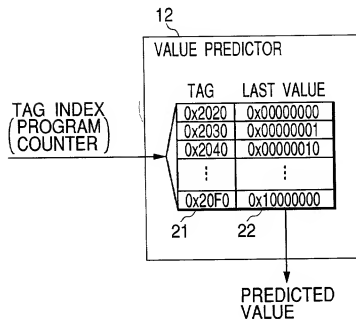 12
VALUE PREDICTOR
TAG LAST VALUE
0x2020 0x00000000
0x2030 0x00000001
0x2040 0x00000010
⋮ ⋮
0x20F0 0x10000000
21 22
TAG INDEX
(PROGRAM
COUNTER)
PREDICTED
VALUE